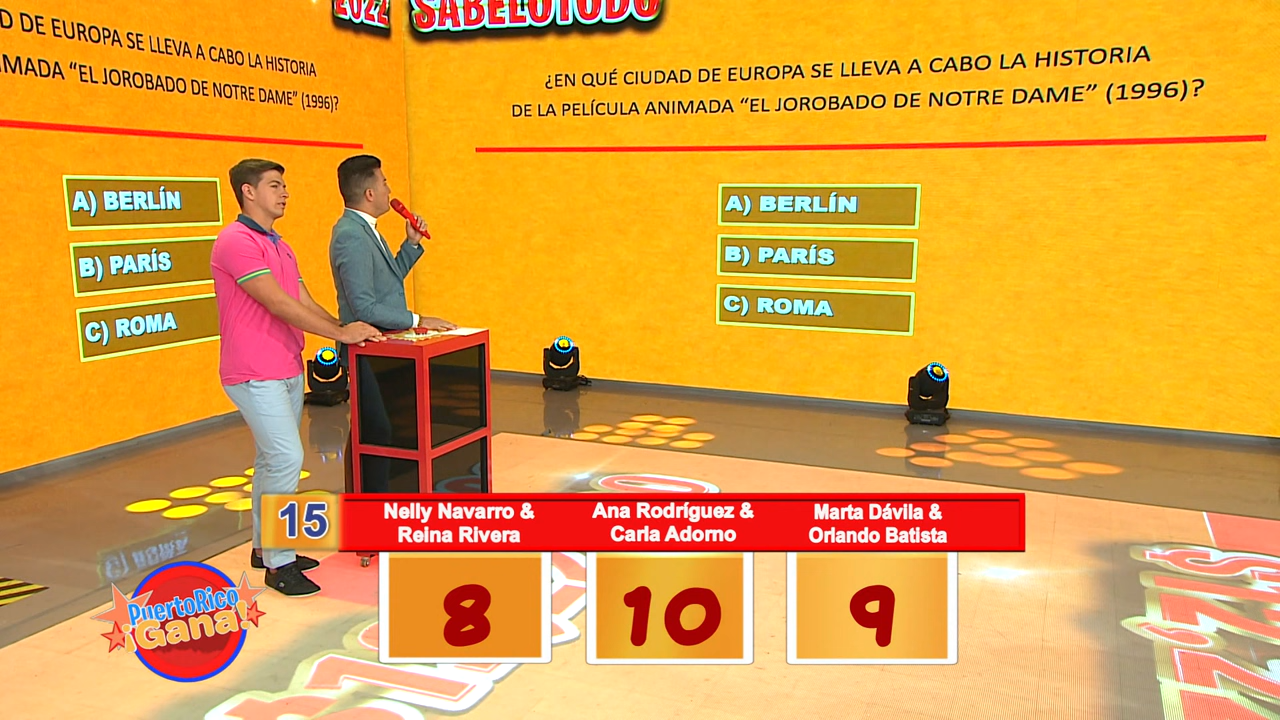 2022
SABELOTODO
D DE EUROPA SE LLEVA A CABO LA HISTORIA
NIMADA “EL JOROBADO DE NOTRE DAME” (1996)?
A) BERLÍN
B) PARÍS
C) ROMA
¿EN QUÉ CIUDAD DE EUROPA SE LLEVA A CABO LA HISTORIA
DE LA PELÍCULA ANIMADA “EL JOROBADO DE NOTRE DAME” (1996)?
A) BERLÍN
B) PARÍS
C) ROMA
15
Nelly Navarro &
Reina Rivera
8
Ana Rodríguez &
Carla Adorno
10
Marta Dávila &
Orlando Batista
9
PuertoRico
¡Gana!